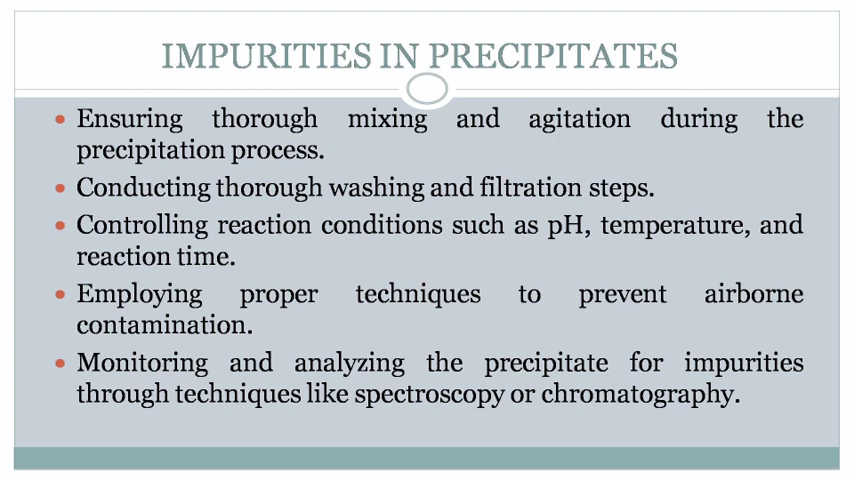 IMPURITIES IN PRECIPITATES
• Ensuring thorough mixing and agitation during the
precipitation process.
• Conducting thorough washing and filtration steps.
• Controlling reaction conditions such as pH, temperature, and
reaction time.
• Employing proper techniques to prevent airborne
contamination.
• Monitoring and analyzing the precipitate for impurities
through techniques like spectroscopy or chromatography.